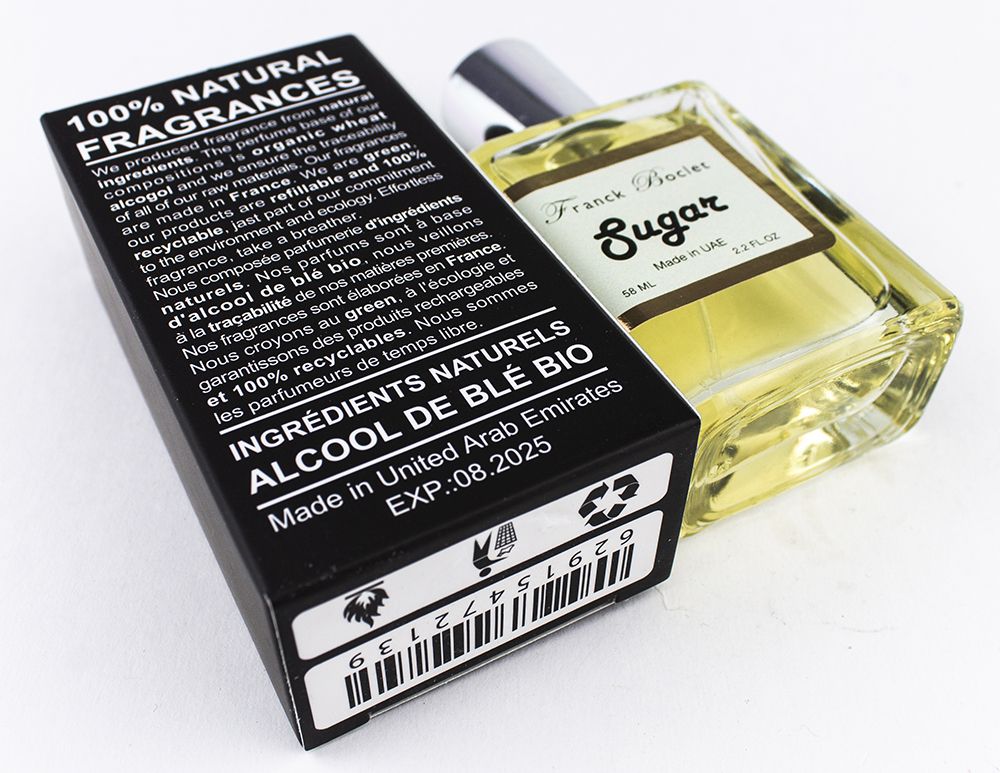 100% NATURAL
FRAGRANCES
We produced fragrance from natural
ingredients. The perfume base of our
compositions is organic wheat
alcogol and we ensure the traceability
of all of our raw materials. Our fragrances
are made in France. We are green,
our products are refillable and 100%
recyclable, jast part of our commitment
to the environment and ecology. Effortless
fragrance, take a breather.
Nous composée parfumerie d'ingrédients
naturels. Nos parfums sont à base
d'alcool de blé bio, nous veillons
à la traçabilité de nos matières premières.
Nos fragrances sont élaborées en France.
Nous croyons au green, à l'écologie et
garantissons des produits rechargeables
et 100% recyclables. Nous sommes
les parfumeurs de temps libre.
INGRÉDIENTS NATURELS
ALCOOL DE BLÉ BIO
Made in United Arab Emirates
EXP.:08.2025
62915472139
Franck Boclet
Sugar
Made in UAE
58 ML 2.2 FL.OZ